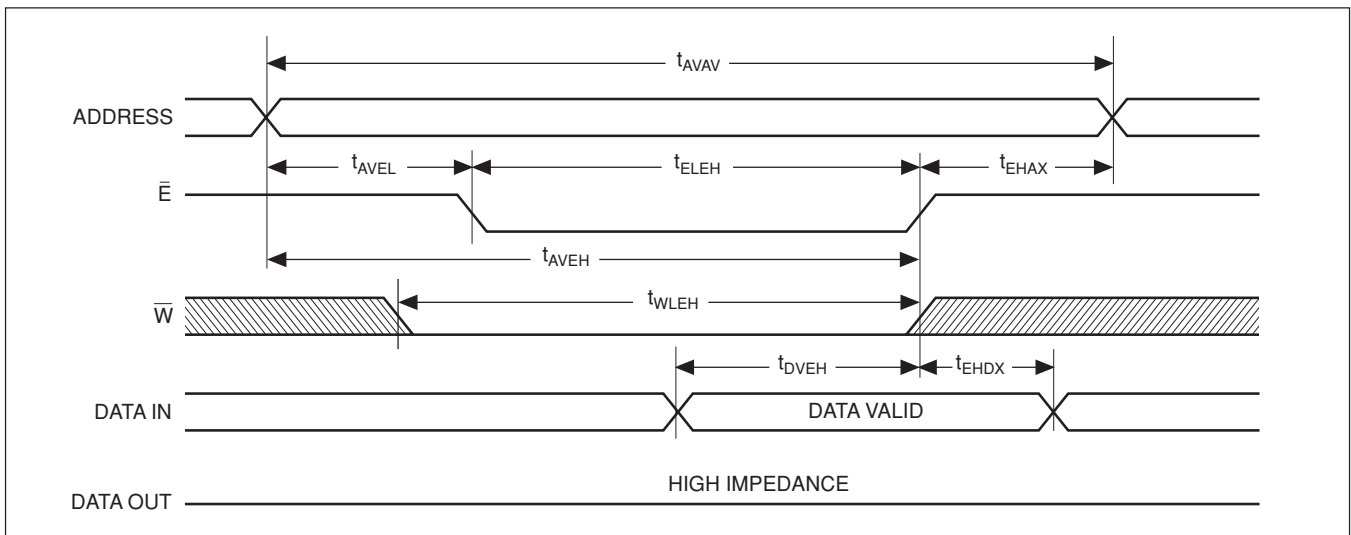 tAVAV
ADDRESS
tAVEL
tELEH
tEHAX
Ē
tAVEH
tWLEH
W̅
tDVEH
tEHDX
DATA IN
DATA VALID
HIGH IMPEDANCE
DATA OUT